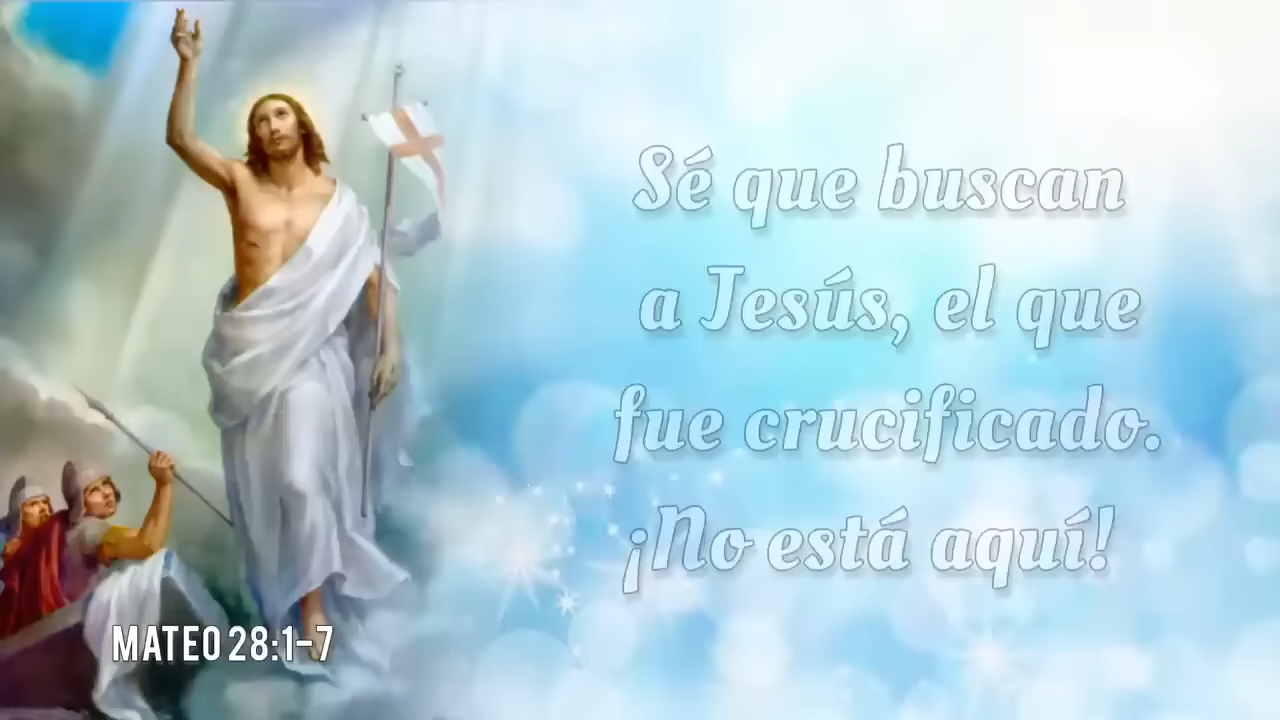 Sé que buscan
a Jesús, el que
fue crucificado.
¡No está aquí!
MATEO 28:1-7